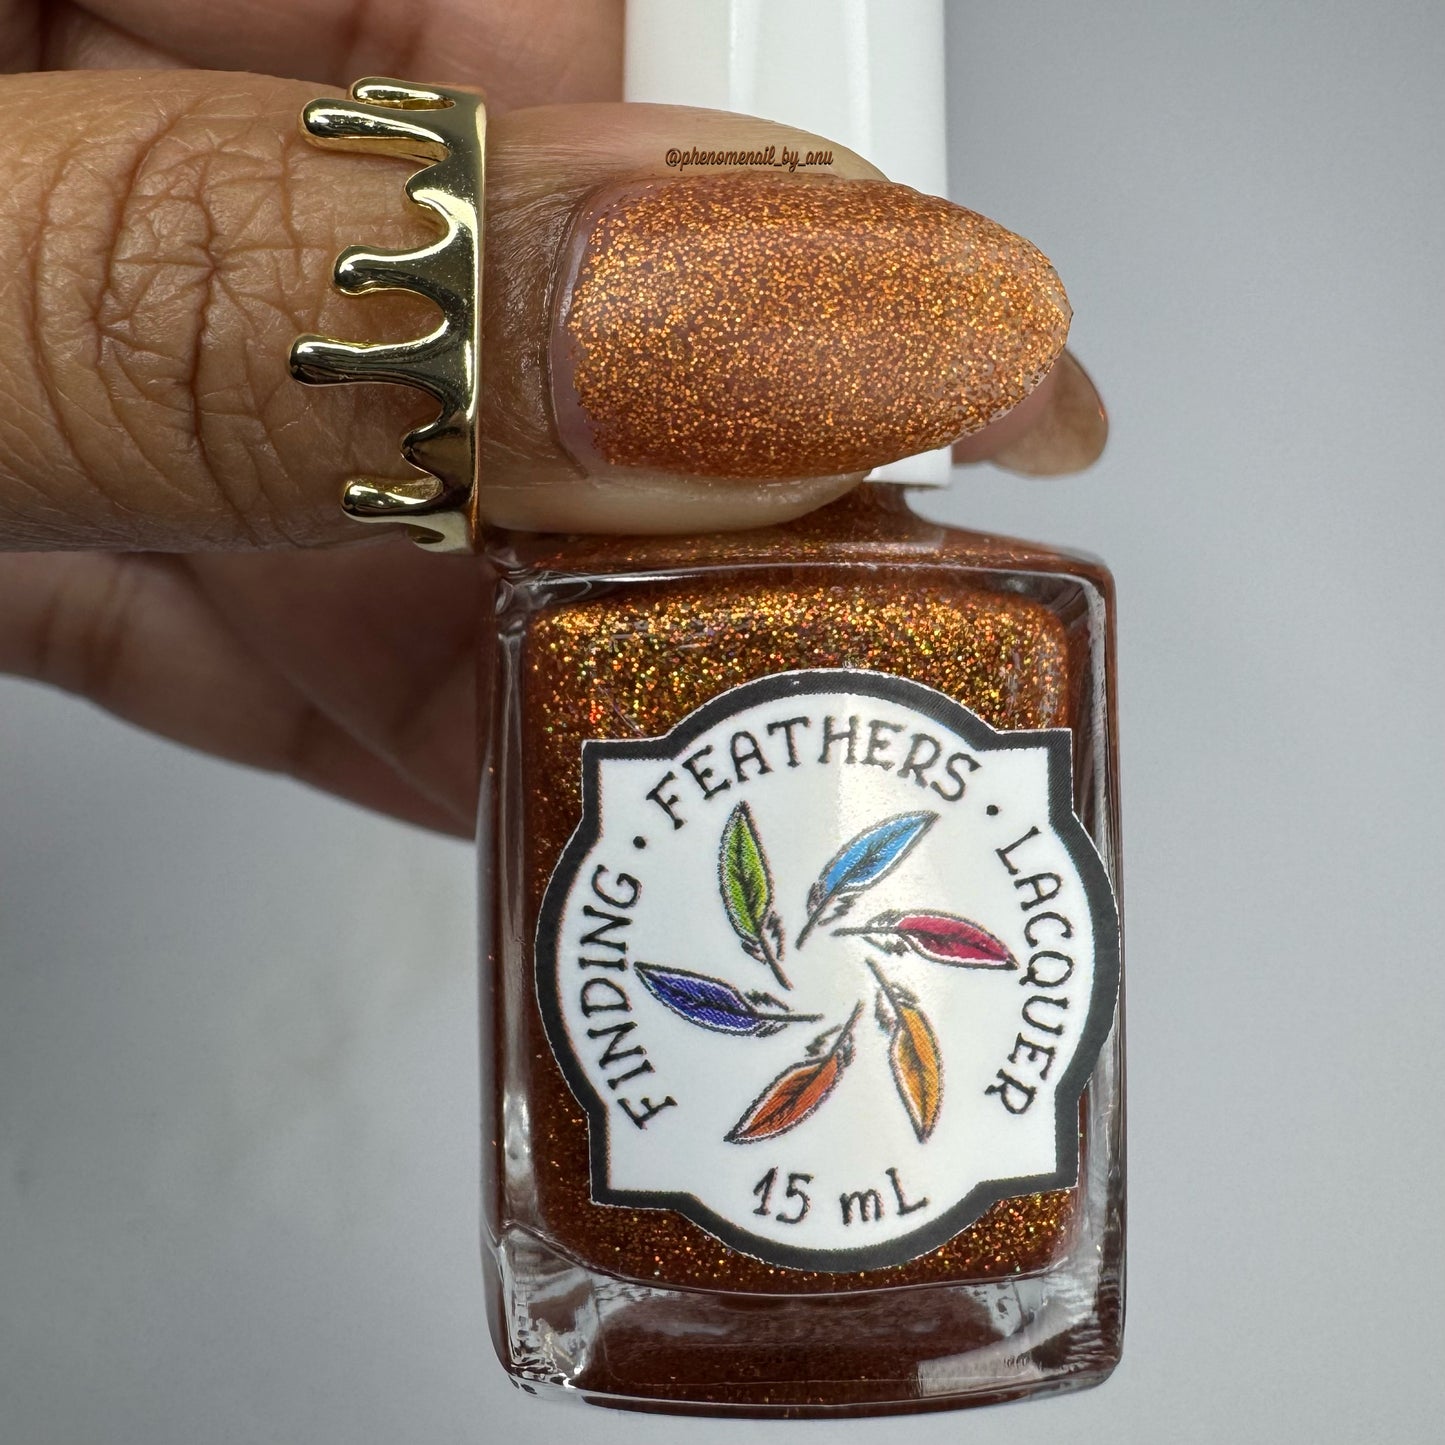 @phenomenail_by_anu
FINDING · FEATHERS · LACQUER
15 mL